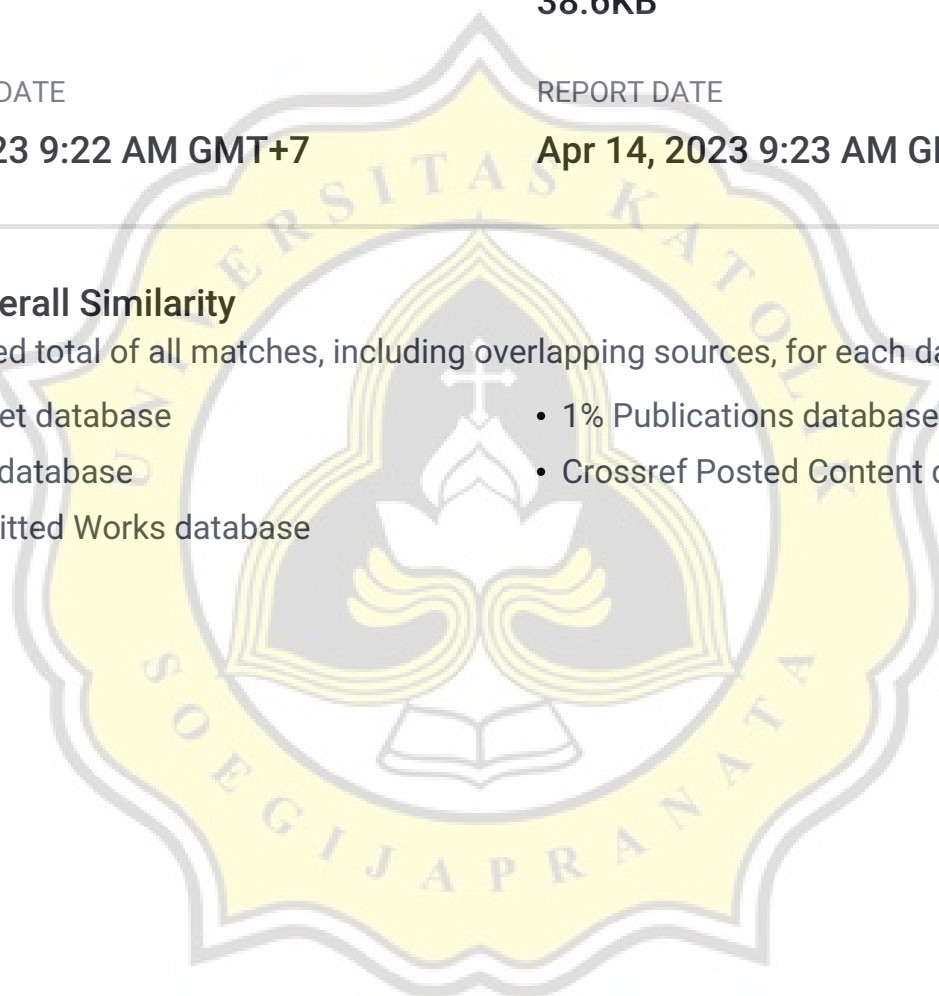 38.6KB
DATE REPORT DATE
23 9:22 AM GMT+7 Apr 14, 2023 9:23 AM G
erall Similarity
ed total of all matches, including overlapping sources, for each da
et database • 1% Publications database
database • Crossref Posted Content
itted Works database
UNIVERSITAS KATOLIK
SOEGIJAPRANATA